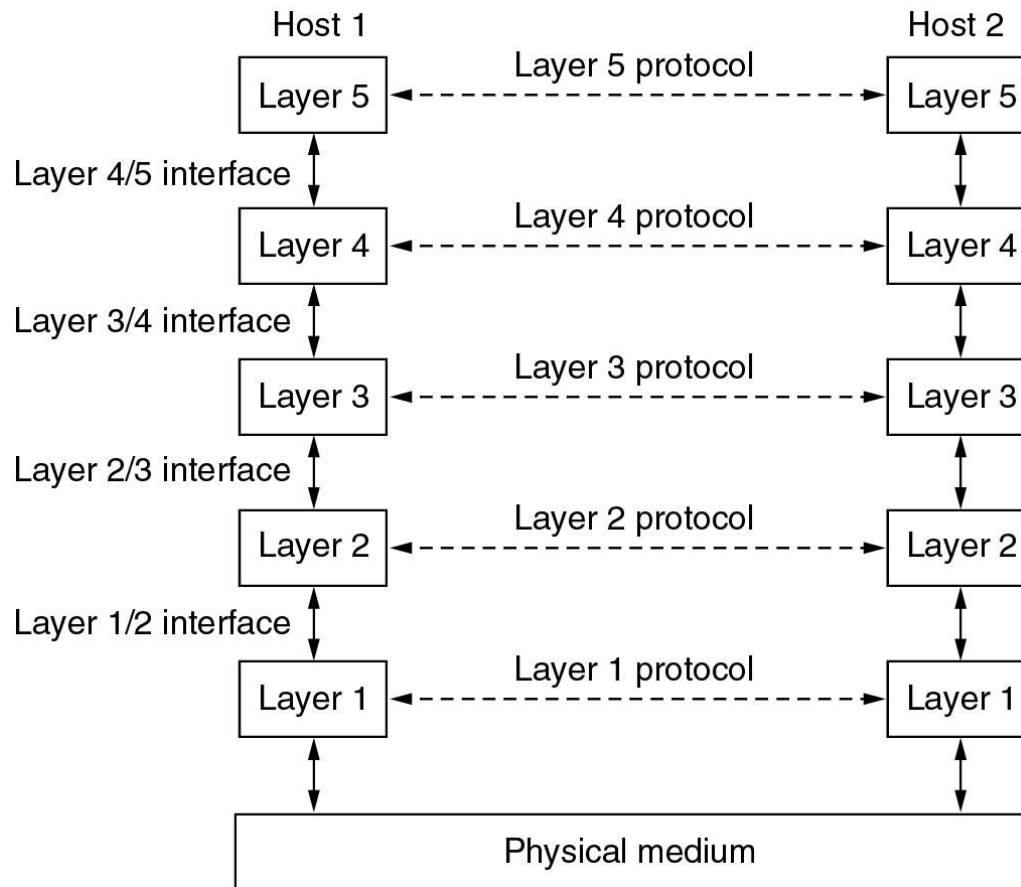 Host 1
Host 2
Layer 5 protocol
Layer 5
Layer 5
Layer 4/5 interface
Layer 4 protocol
Layer 4
Layer 4
Layer 3/4 interface
Layer 3 protocol
Layer 3
Layer 3
Layer 2/3 interface
Layer 2 protocol
Layer 2
Layer 2
Layer 1/2 interface
Layer 1 protocol
Layer 1
Layer 1
Physical medium